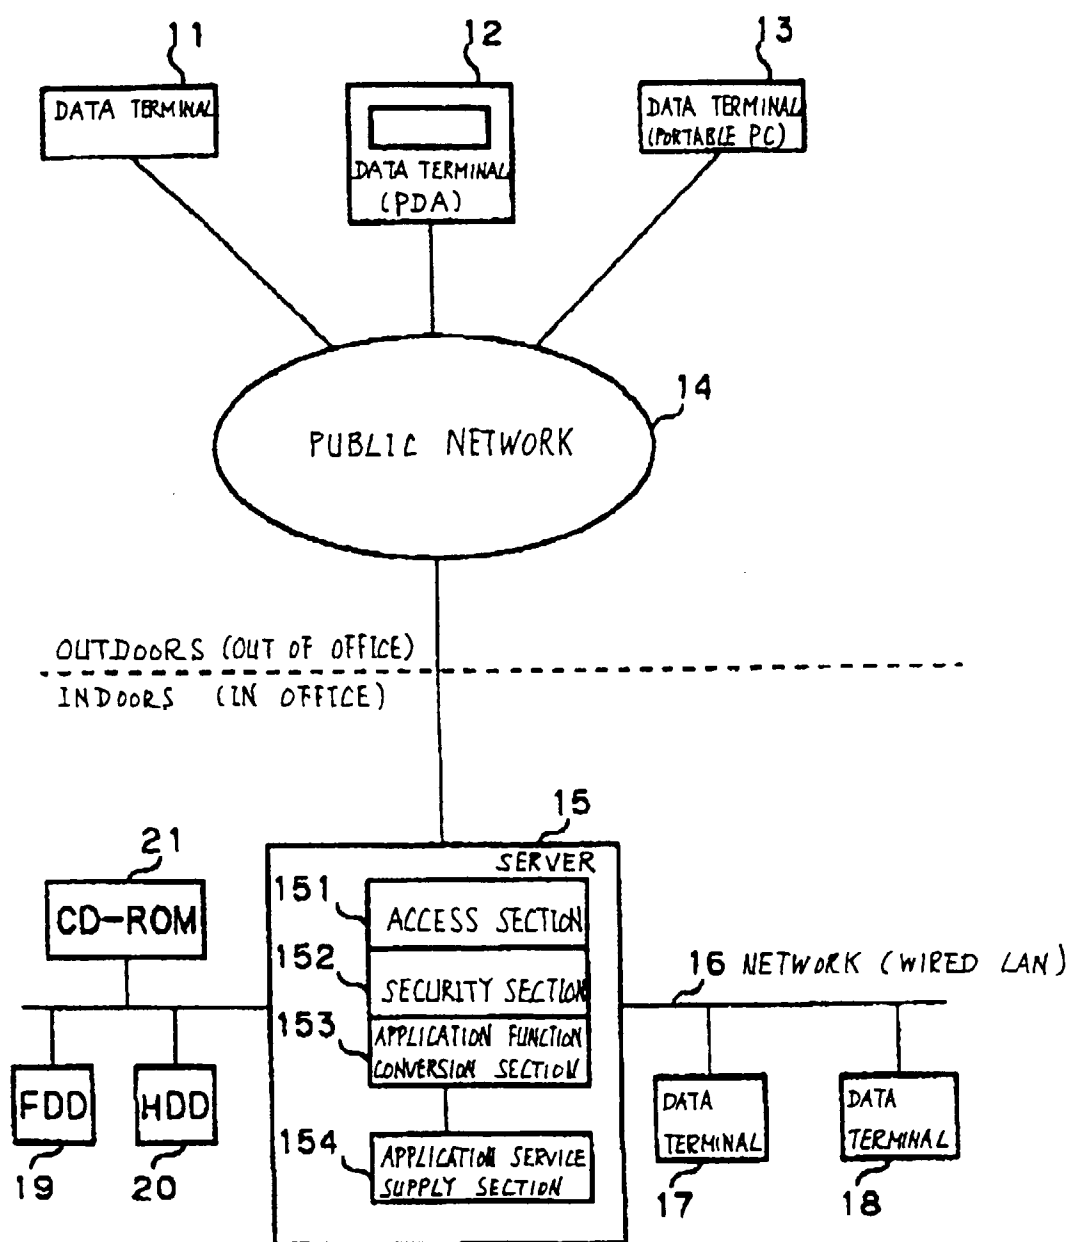 11
12
13
DATA TERMINAL
DATA TERMINAL
(PDA)
DATA TERMINAL
(PORTABLE PC)
14
PUBLIC NETWORK
OUTDOORS (OUT OF OFFICE)
INDOORS (IN OFFICE)
15
SERVER
21
CD-ROM
151
ACCESS SECTION
152
SECURITY SECTION
153
APPLICATION FUNCTION
CONVERSION SECTION
154
APPLICATION SERVICE
SUPPLY SECTION
16 NETWORK (WIRED LAN)
FDD
HDD
19
20
DATA
TERMINAL
DATA
TERMINAL
17
18